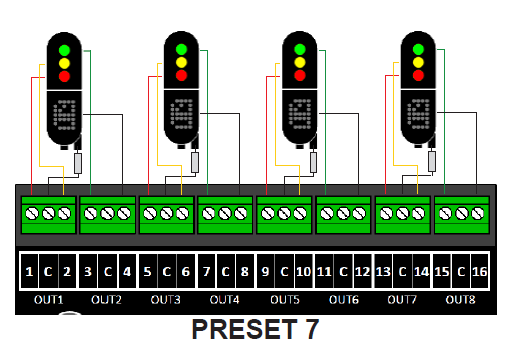 1 C 2 3 C 4 5 C 6 7 C 8 9 C 10 11 C 12 13 C 14 15 C 16
OUT1 OUT2 OUT3 OUT4 OUT5 OUT6 OUT7 OUT8
PRESET 7